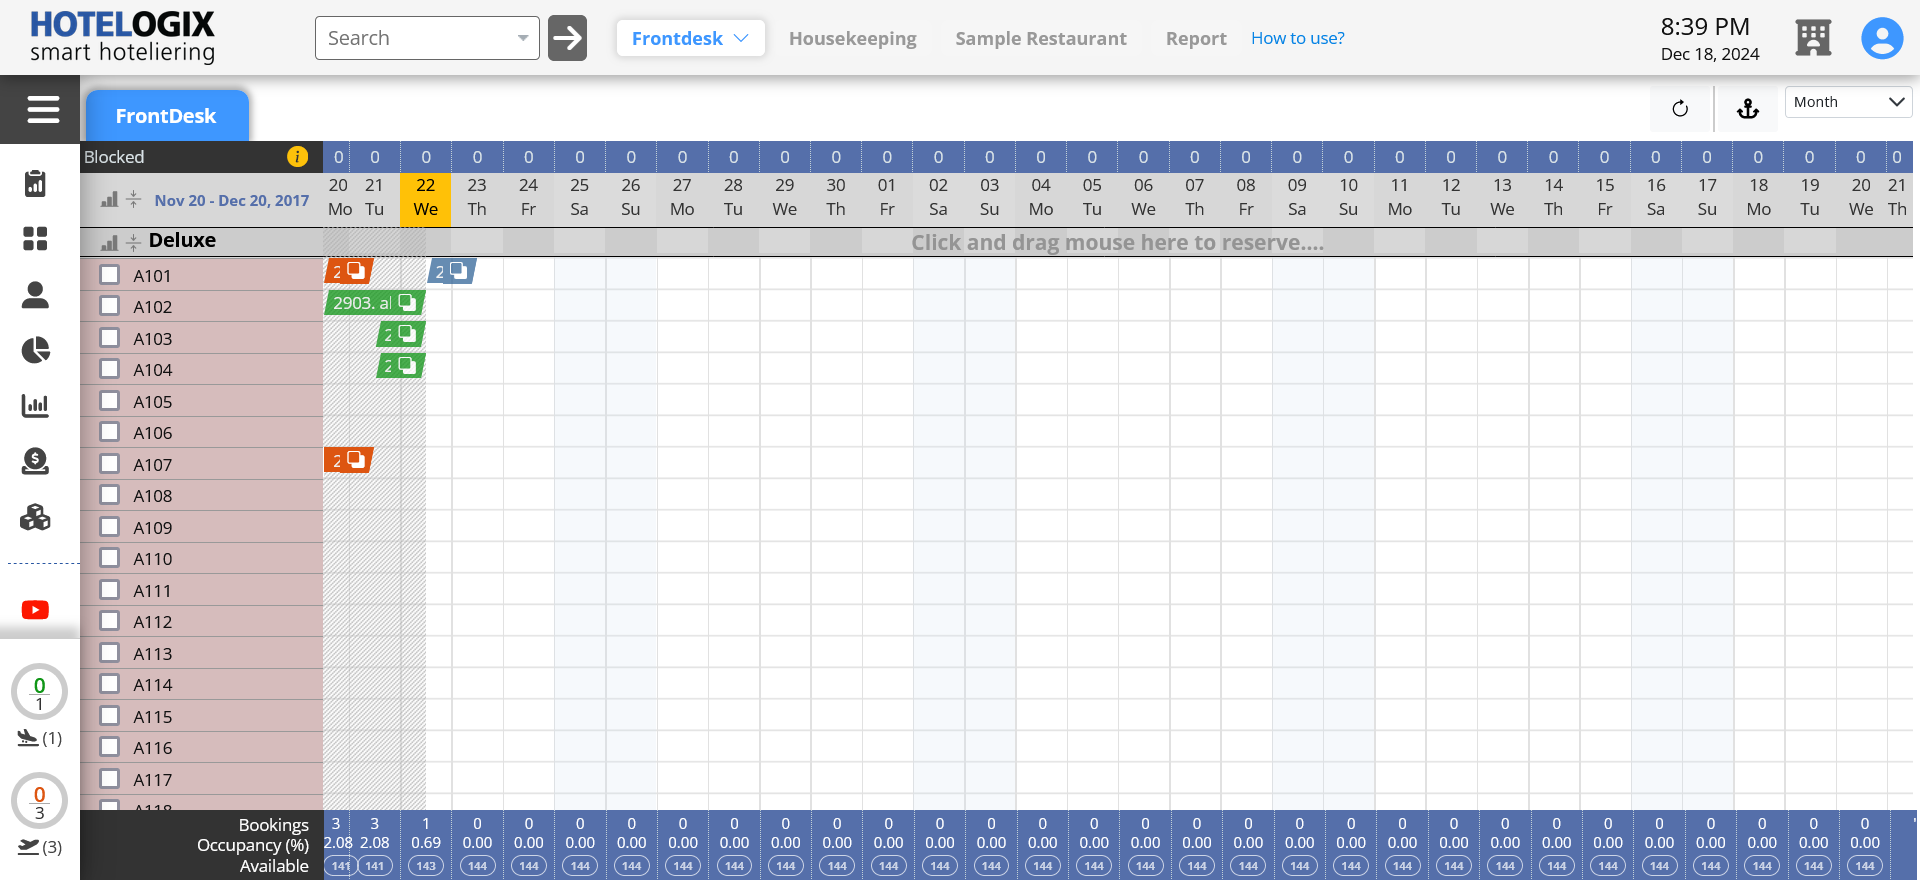 HOTELOGIX
smart hoteliering
Search
Frontdesk
Housekeeping
Sample Restaurant
Report
How to use?
8:39 PM
Dec 18, 2024
FrontDesk
Month
Blocked i 0 0 0 0 0 0 0 0 0 0 0 0 0 0 0 0 0 0 0 0 0 0 0 0 0 0 0 0 0 0 0 0
Nov 20 - Dec 20, 2017
20 21 22 23 24 25 26 27 28 29 30 01 02 03 04 05 06 07 08 09 10 11 12 13 14 15 16 17 18 19 20 21
Mo Tu We Th Fr Sa Su Mo Tu We Th Fr Sa Su Mo Tu We Th Fr Sa Su Mo Tu We Th Fr Sa Su Mo Tu We Th
Deluxe Click and drag mouse here to reserve....
A101 2 2
A102 2903. al
A103 2
A104 2
A105
A106
A107 2
A108
A109
A110
A111
A112
A113
A114
A115
A116
A117
A118
0
1
(1)
0
3
(3)
Bookings 3 3 1 0 0 0 0 0 0 0 0 0 0 0 0 0 0 0 0 0 0 0 0 0 0 0 0 0 0 0 0
Occupancy (%) 2.08 2.08 0.69 0.00 0.00 0.00 0.00 0.00 0.00 0.00 0.00 0.00 0.00 0.00 0.00 0.00 0.00 0.00 0.00 0.00 0.00 0.00 0.00 0.00 0.00 0.00 0.00 0.00 0.00 0.00 0.00
Available 141 141 143 144 144 144 144 144 144 144 144 144 144 144 144 144 144 144 144 144 144 144 144 144 144 144 144 144 144 144 144